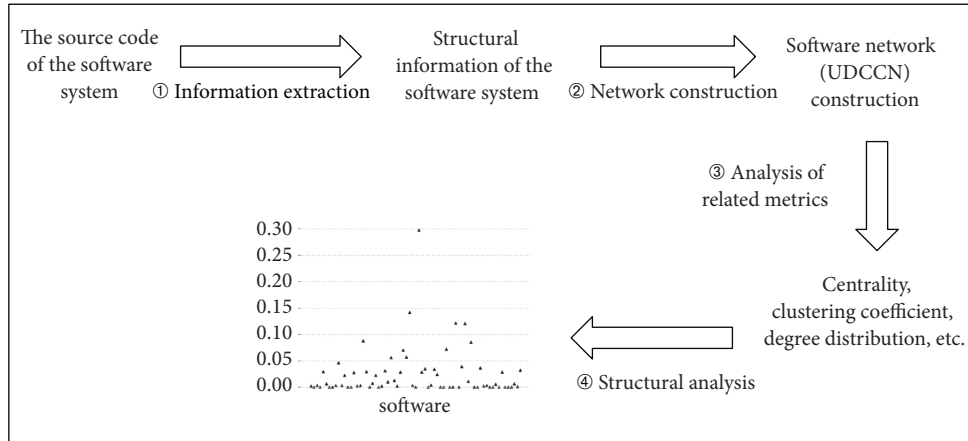 The source code
of the software
system
① Information extraction
Structural
information of the
software system
② Network construction
Software network
(UDCCN)
construction
③ Analysis of
related metrics
Centrality,
clustering coefficient,
degree distribution, etc.
④ Structural analysis
0.30
0.25
0.20
0.15
0.10
0.05
0.00
software